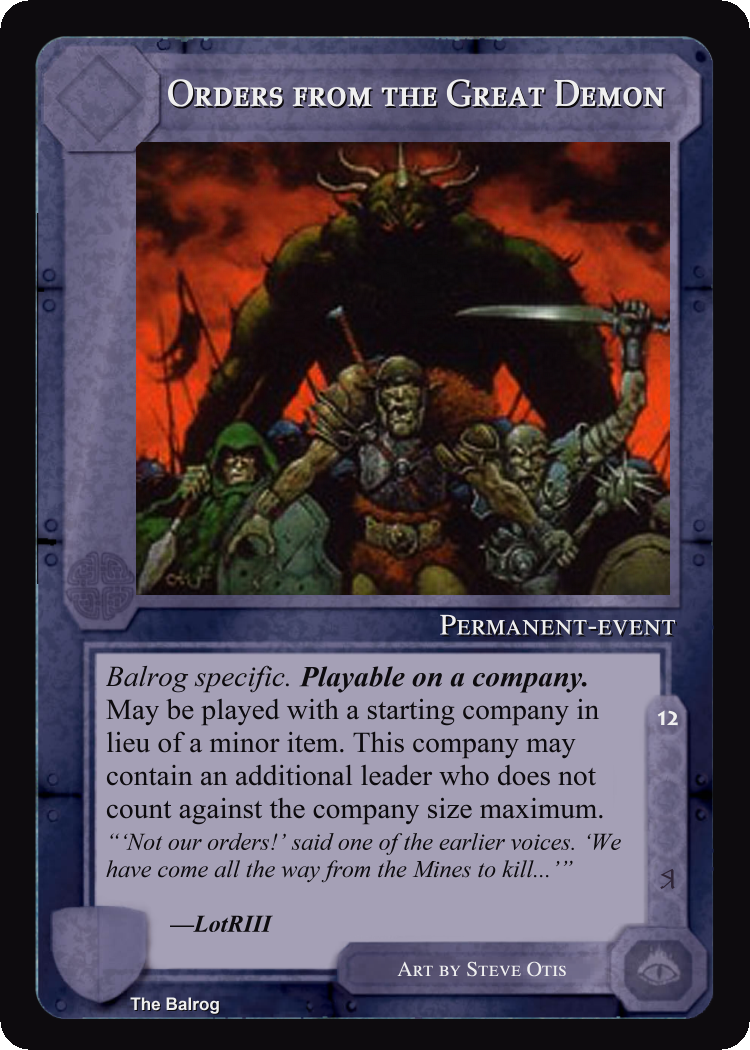 Orders from the Great Demon
Otis
Permanent-event
Balrog specific. Playable on a company.
May be played with a starting company in
lieu of a minor item. This company may
contain an additional leader who does not
count against the company size maximum.
“‘Not our orders!’ said one of the earlier voices. ‘We
have come all the way from the Mines to kill...’”
—LotRIII
12
Art by Steve Otis
The Balrog